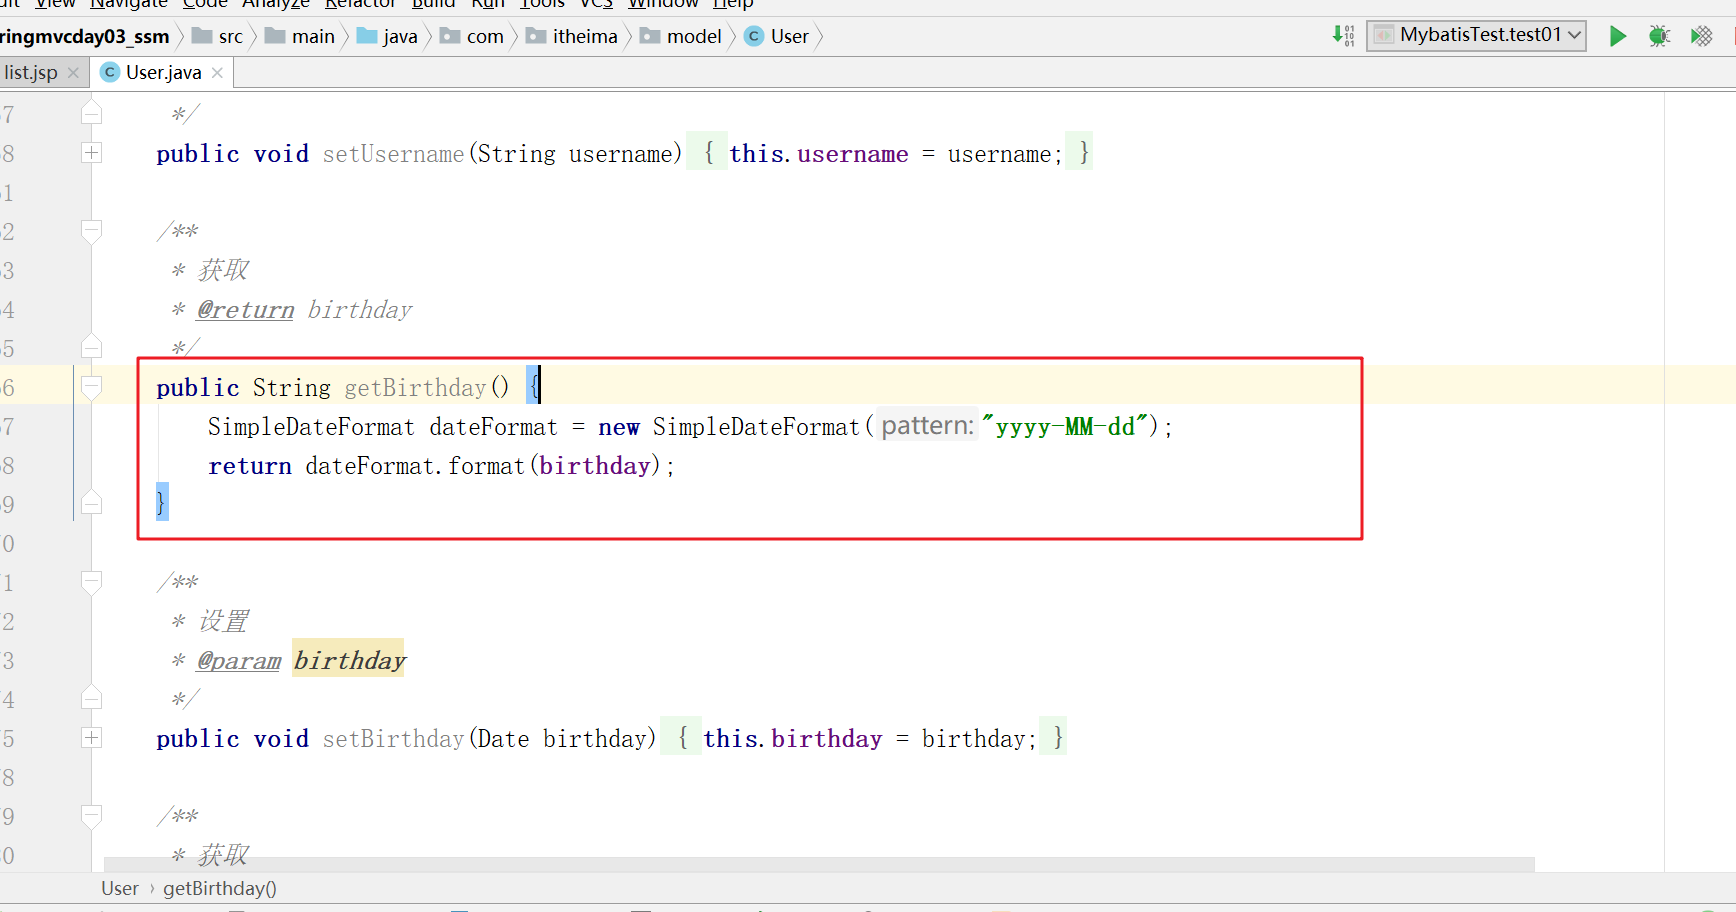 View Navigate Code Analyze Refactor Build Run Tools VCS Window Help
ringmvcday03_ssm src main java com itheima model User MybatisTest.test01
list.jsp User.java
7 */
8 public void setUsername(String username) { this.username = username; }
1
2 /**
3 * 获取
4 * @return birthday
5 */
6 public String getBirthday() {
7 SimpleDateFormat dateFormat = new SimpleDateFormat( pattern: "yyyy-MM-dd");
8 return dateFormat.format(birthday);
9 }
0
1 /**
2 * 设置
3 * @param birthday
4 */
5 public void setBirthday(Date birthday) { this.birthday = birthday; }
8
9 /**
0 * 获取
User › getBirthday()